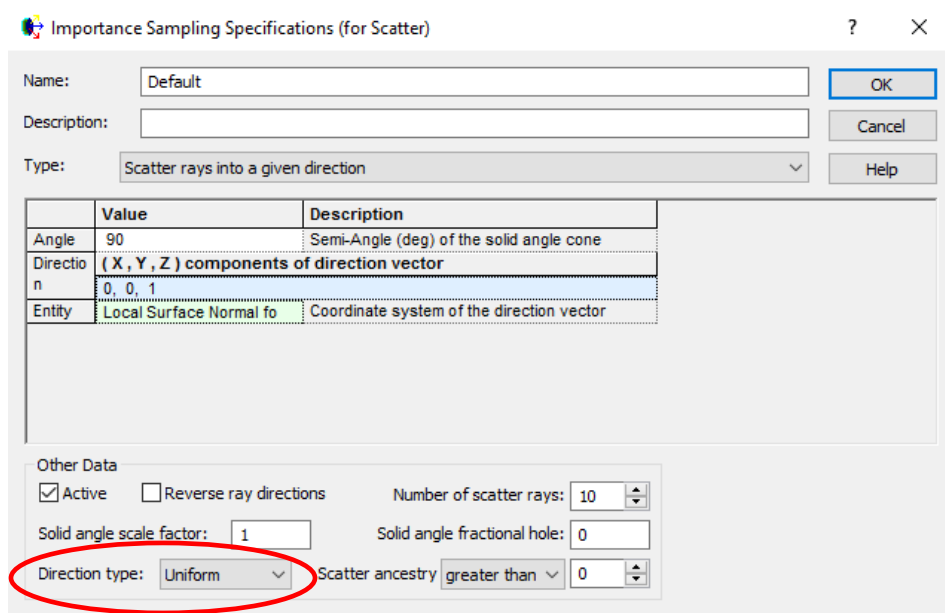 Importance Sampling Specifications (for Scatter) ?
Name: Default OK
Description: Cancel
Type: Scatter rays into a given direction Help
Value Description
Angle 90 Semi-Angle (deg) of the solid angle cone
Directio ( X , Y , Z ) components of direction vector
n 0, 0, 1
Entity Local Surface Normal fo Coordinate system of the direction vector
Other Data
Active Reverse ray directions Number of scatter rays: 10
Solid angle scale factor: 1 Solid angle fractional hole: 0
Direction type: Uniform Scatter ancestry greater than 0